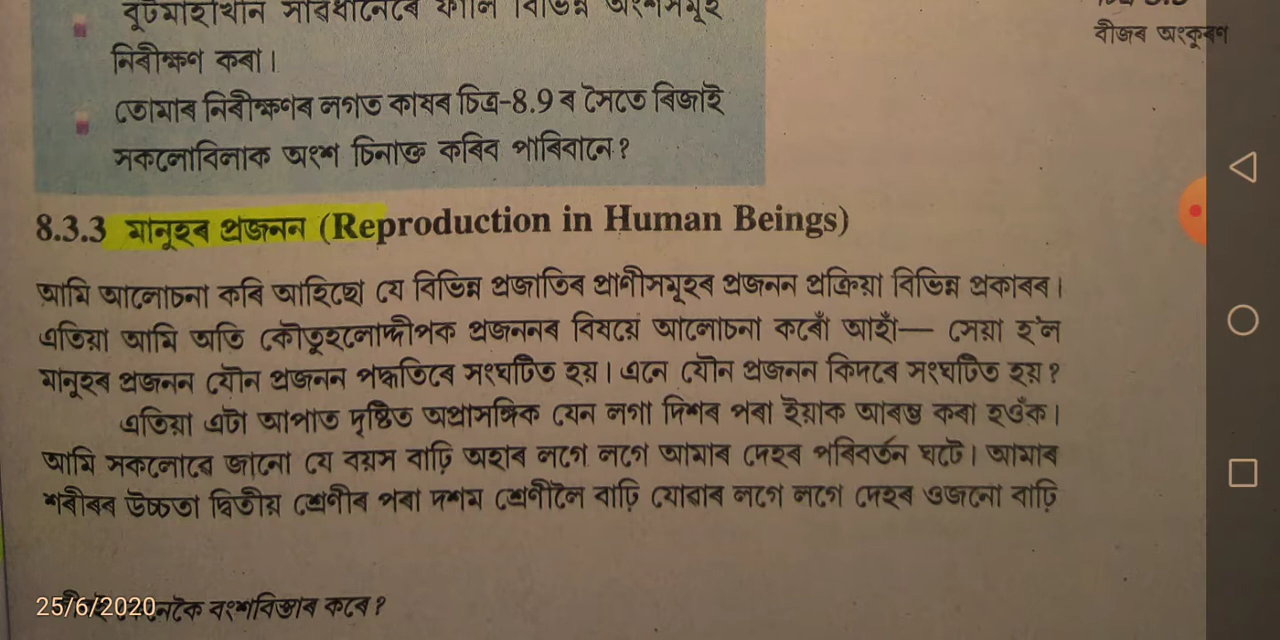 বুটমাহাখান সাৱধানেৰে ফালি বিভিন্ন অংশসমূহ
নিৰীক্ষণ কৰা।
তোমাৰ নিৰীক্ষণৰ লগত কাষৰ চিত্ৰ-8.9 ৰ সৈতে ৰিজাই
সকলোবিলাক অংশ চিনাক্ত কৰিব পাৰিবানে?
বীজৰ অংকুৰণ
8.3.3 মানুহৰ প্ৰজনন (Reproduction in Human Beings)
আমি আলোচনা কৰি আহিছো যে বিভিন্ন প্ৰজাতিৰ প্ৰাণীসমূহৰ প্ৰজনন প্ৰক্ৰিয়া বিভিন্ন প্ৰকাৰৰ।
এতিয়া আমি অতি কৌতূহলোদ্দীপক প্ৰজননৰ বিষয়ে আলোচনা কৰোঁ আহাঁ— সেয়া হ'ল
মানুহৰ প্ৰজনন যৌন প্ৰজনন পদ্ধতিৰে সংঘটিত হয়। এনে যৌন প্ৰজনন কিদৰে সংঘটিত হয়?
এতিয়া এটা আপাত দৃষ্টিত অপ্ৰাসঙ্গিক যেন লগা দিশৰ পৰা ইয়াক আৰম্ভ কৰা হওঁক।
আমি সকলোৱে জানো যে বয়স বাঢ়ি অহাৰ লগে লগে আমাৰ দেহৰ পৰিবৰ্তন ঘটে। আমাৰ
শৰীৰৰ উচ্চতা দ্বিতীয় শ্ৰেণীৰ পৰা দশম শ্ৰেণীলৈ বাঢ়ি যোৱাৰ লগে লগে দেহৰ ওজনো বাঢ়ি
25/6/2020 বংশবিস্তাৰ কৰে?